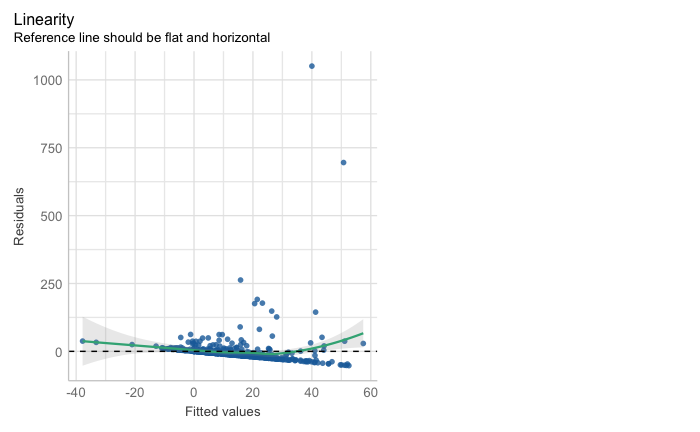 Linearity
Reference line should be flat and horizontal
1000
750
500
250
0
Residuals
-40 -20 0 20 40 60
Fitted values